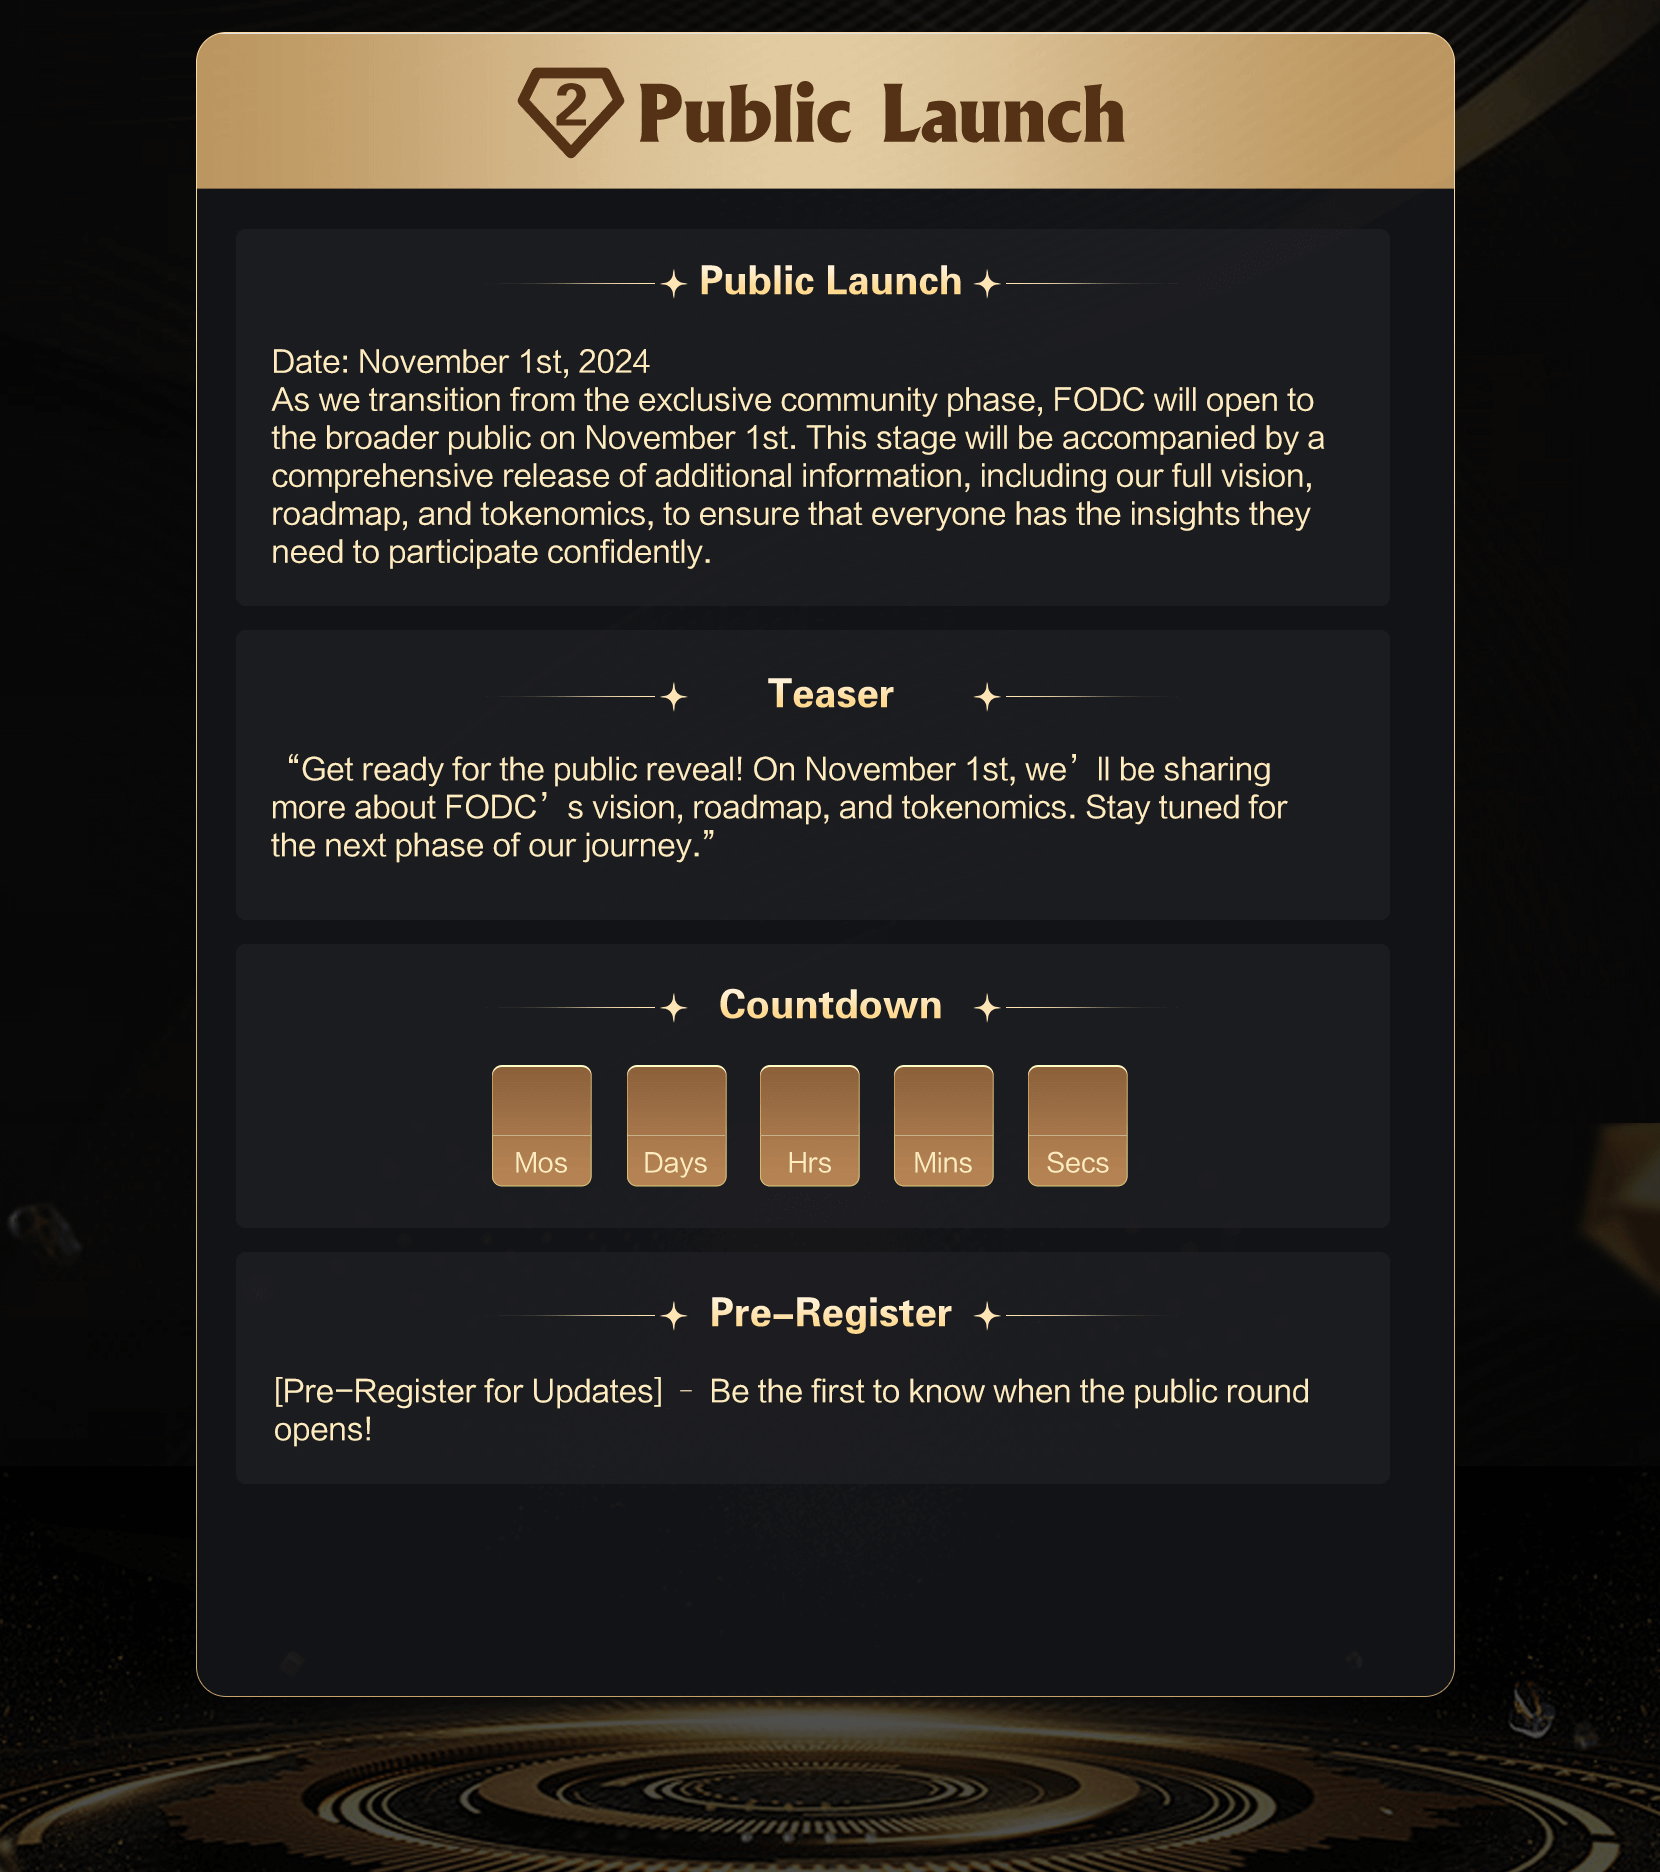 2 Public Launch
Public Launch
Date: November 1st, 2024
As we transition from the exclusive community phase, FODC will open to
the broader public on November 1st. This stage will be accompanied by a
comprehensive release of additional information, including our full vision,
roadmap, and tokenomics, to ensure that everyone has the insights they
need to participate confidently.
Teaser
“Get ready for the public reveal! On November 1st, we’ ll be sharing
more about FODC’ s vision, roadmap, and tokenomics. Stay tuned for
the next phase of our journey.”
Countdown
Mos Days Hrs Mins Secs
Pre–Register
[Pre–Register for Updates] – Be the first to know when the public round
opens!